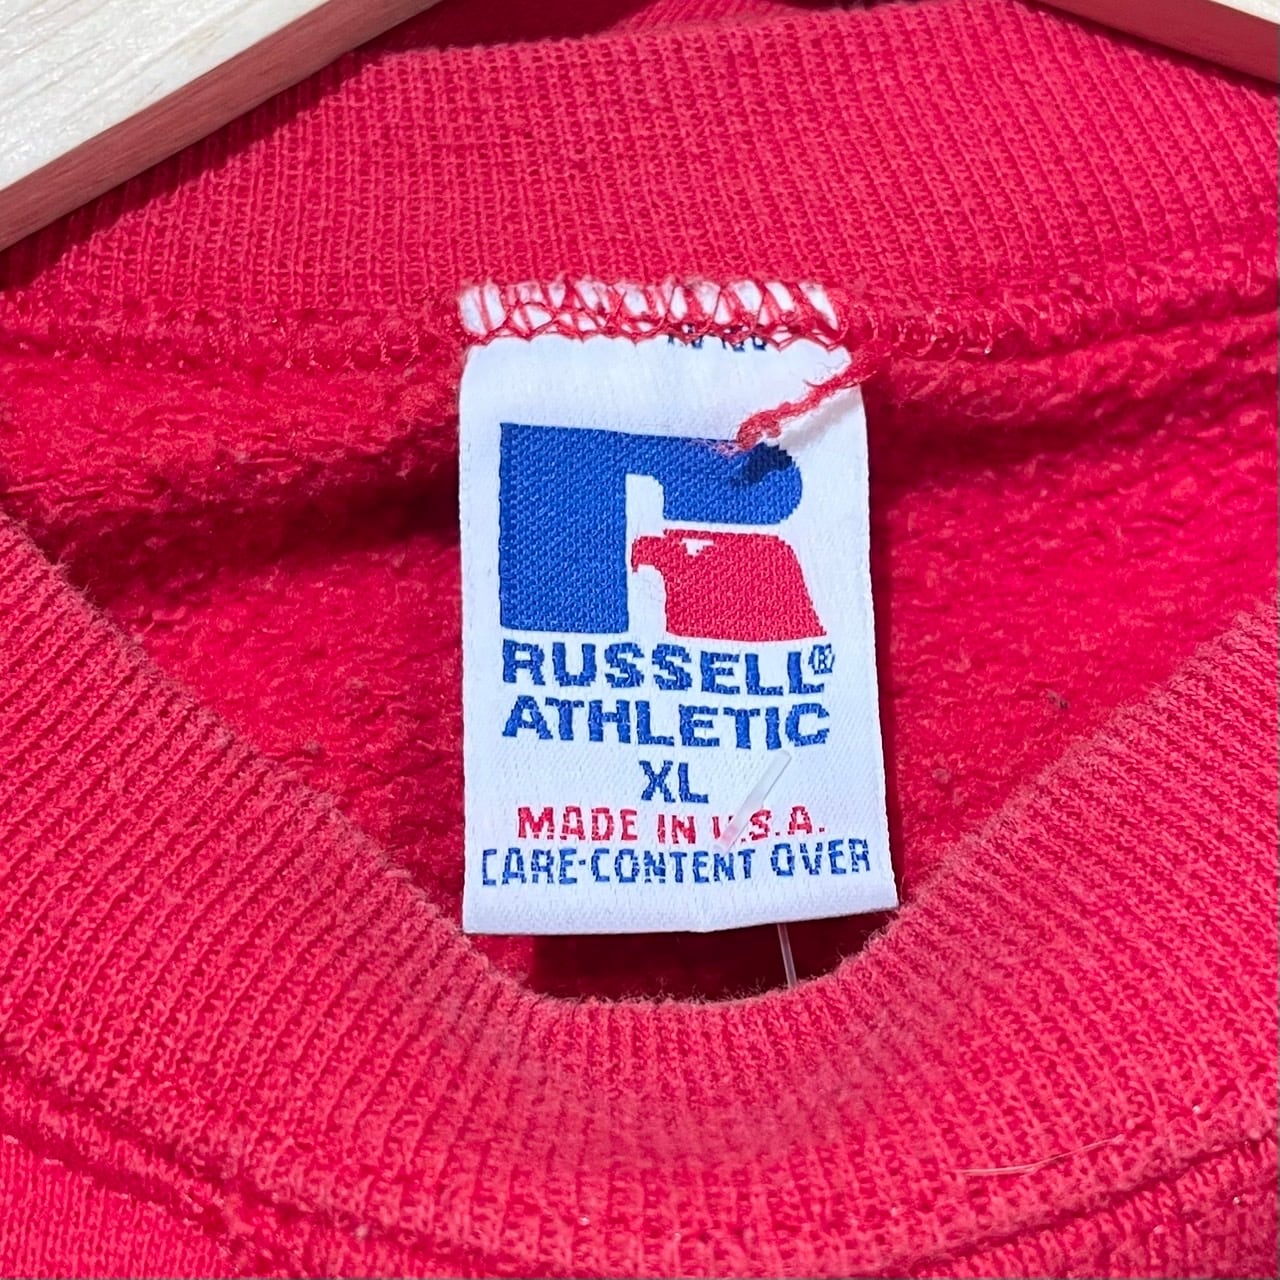 RUSSELL®
ATHLETIC
XL
MADE IN U.S.A.
CARE-CONTENT OVER